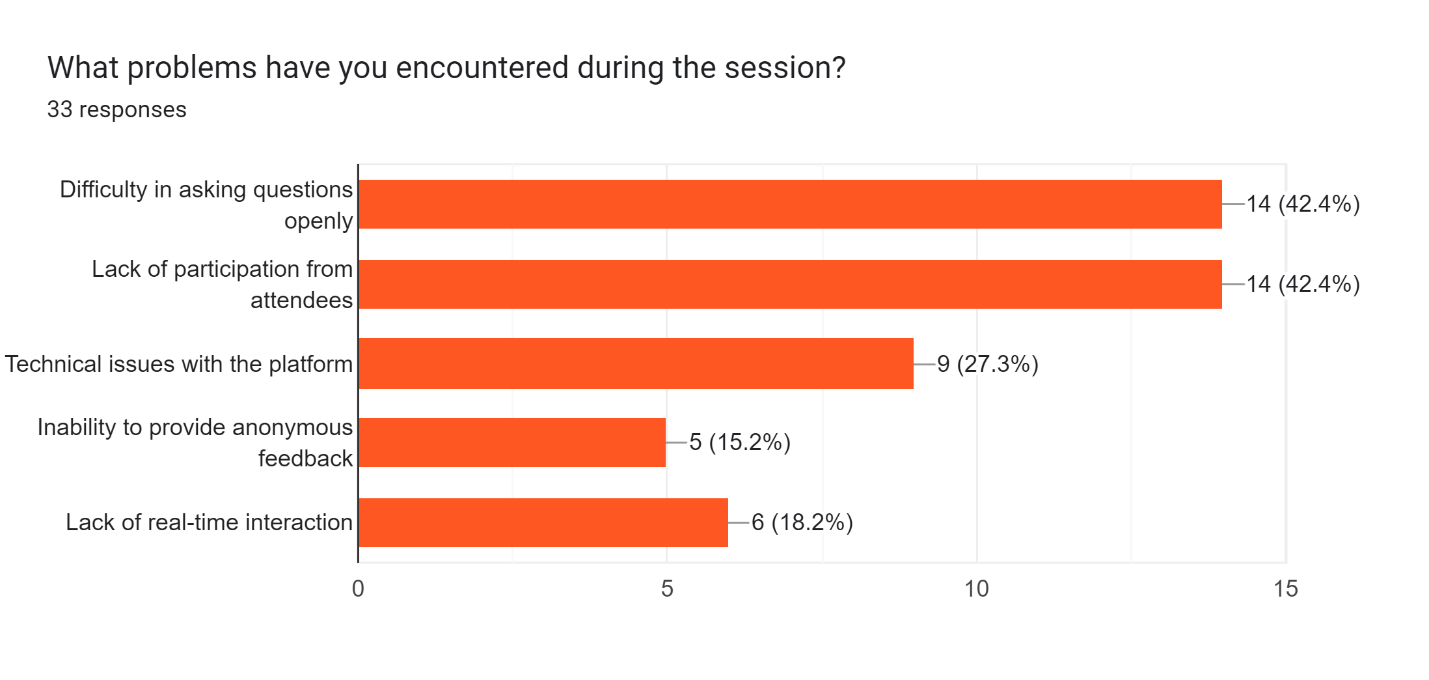 What problems have you encountered during the session?
33 responses
Difficulty in asking questions
openly
14 (42.4%)
Lack of participation from
attendees
14 (42.4%)
Technical issues with the platform
9 (27.3%)
Inability to provide anonymous
feedback
5 (15.2%)
Lack of real-time interaction
6 (18.2%)
0 5 10 15